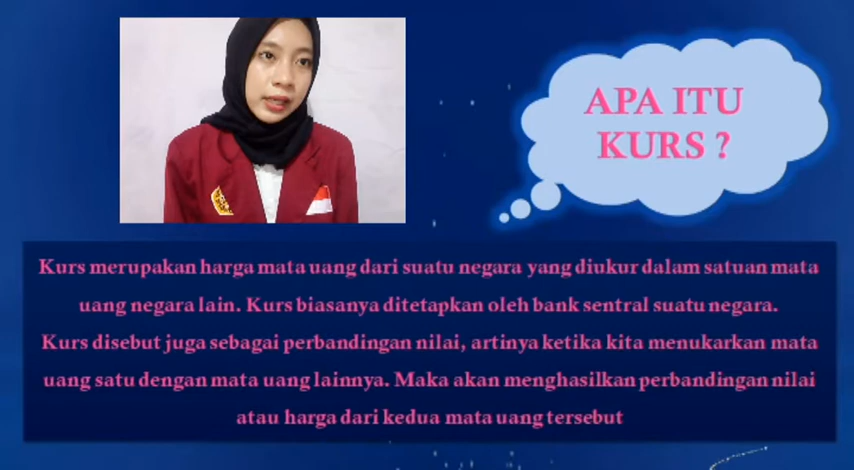 APA ITU
KURS ?
Kurs merupakan harga mata uang dari suatu negara yang diukur dalam satuan mata
uang negara lain. Kurs biasanya ditetapkan oleh bank sentral suatu negara.
Kurs disebut juga sebagai perbandingan nilai, artinya ketika kita menukarkan mata
uang satu dengan mata uang lainnya. Maka akan menghasilkan perbandingan nilai
atau harga dari kedua mata uang tersebut